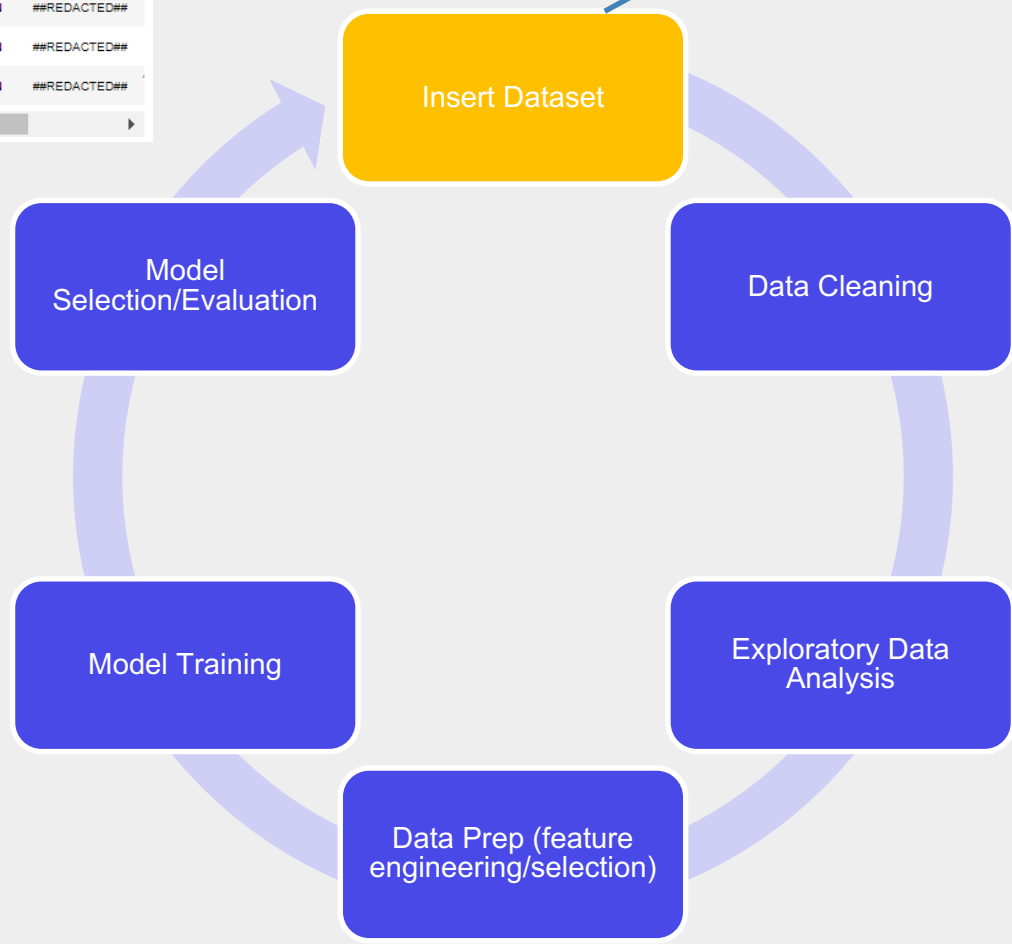 ##REDACTED##
##REDACTED##
##REDACTED##
Insert Dataset
Data Cleaning
Exploratory Data
Analysis
Data Prep (feature
engineering/selection)
Model Training
Model
Selection/Evaluation